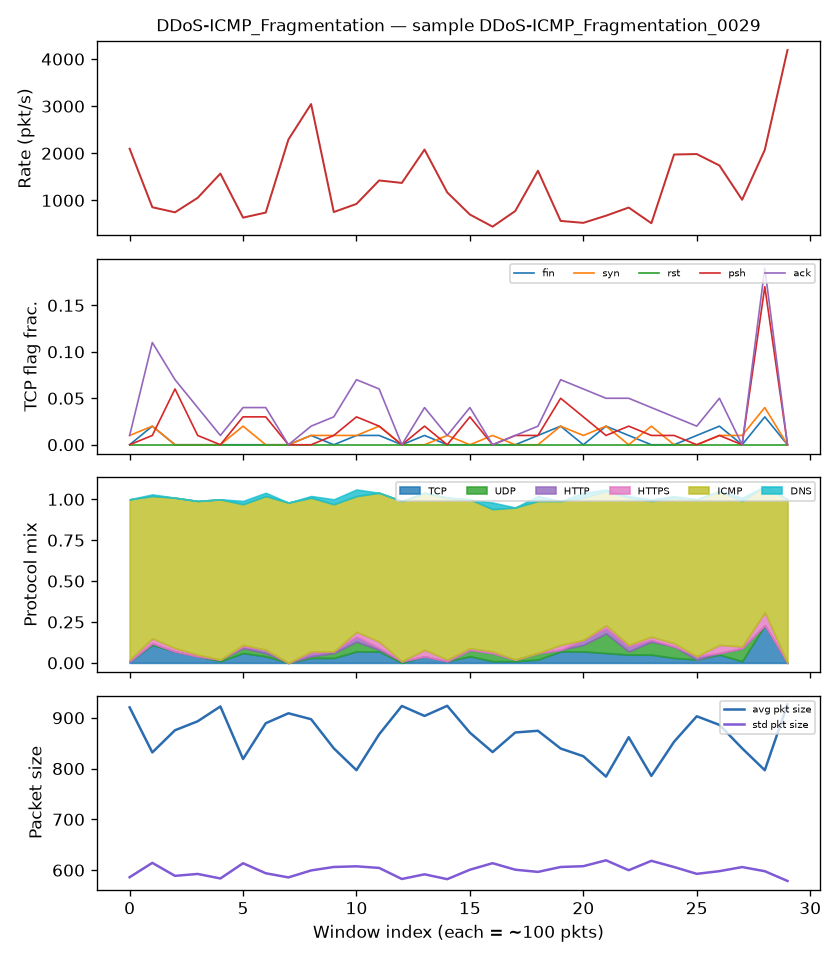 DDoS-ICMP_Fragmentation — sample DDoS-ICMP_Fragmentation_0029
4000
3000
2000
1000
Rate (pkt/s)
fin syn rst psh ack
0.15
0.10
0.05
0.00
TCP flag frac.
TCP UDP HTTP HTTPS ICMP DNS
1.00
0.75
0.50
0.25
0.00
Protocol mix
avg pkt size
std pkt size
900
800
700
600
Packet size
0 5 10 15 20 25 30
Window index (each = ~100 pkts)